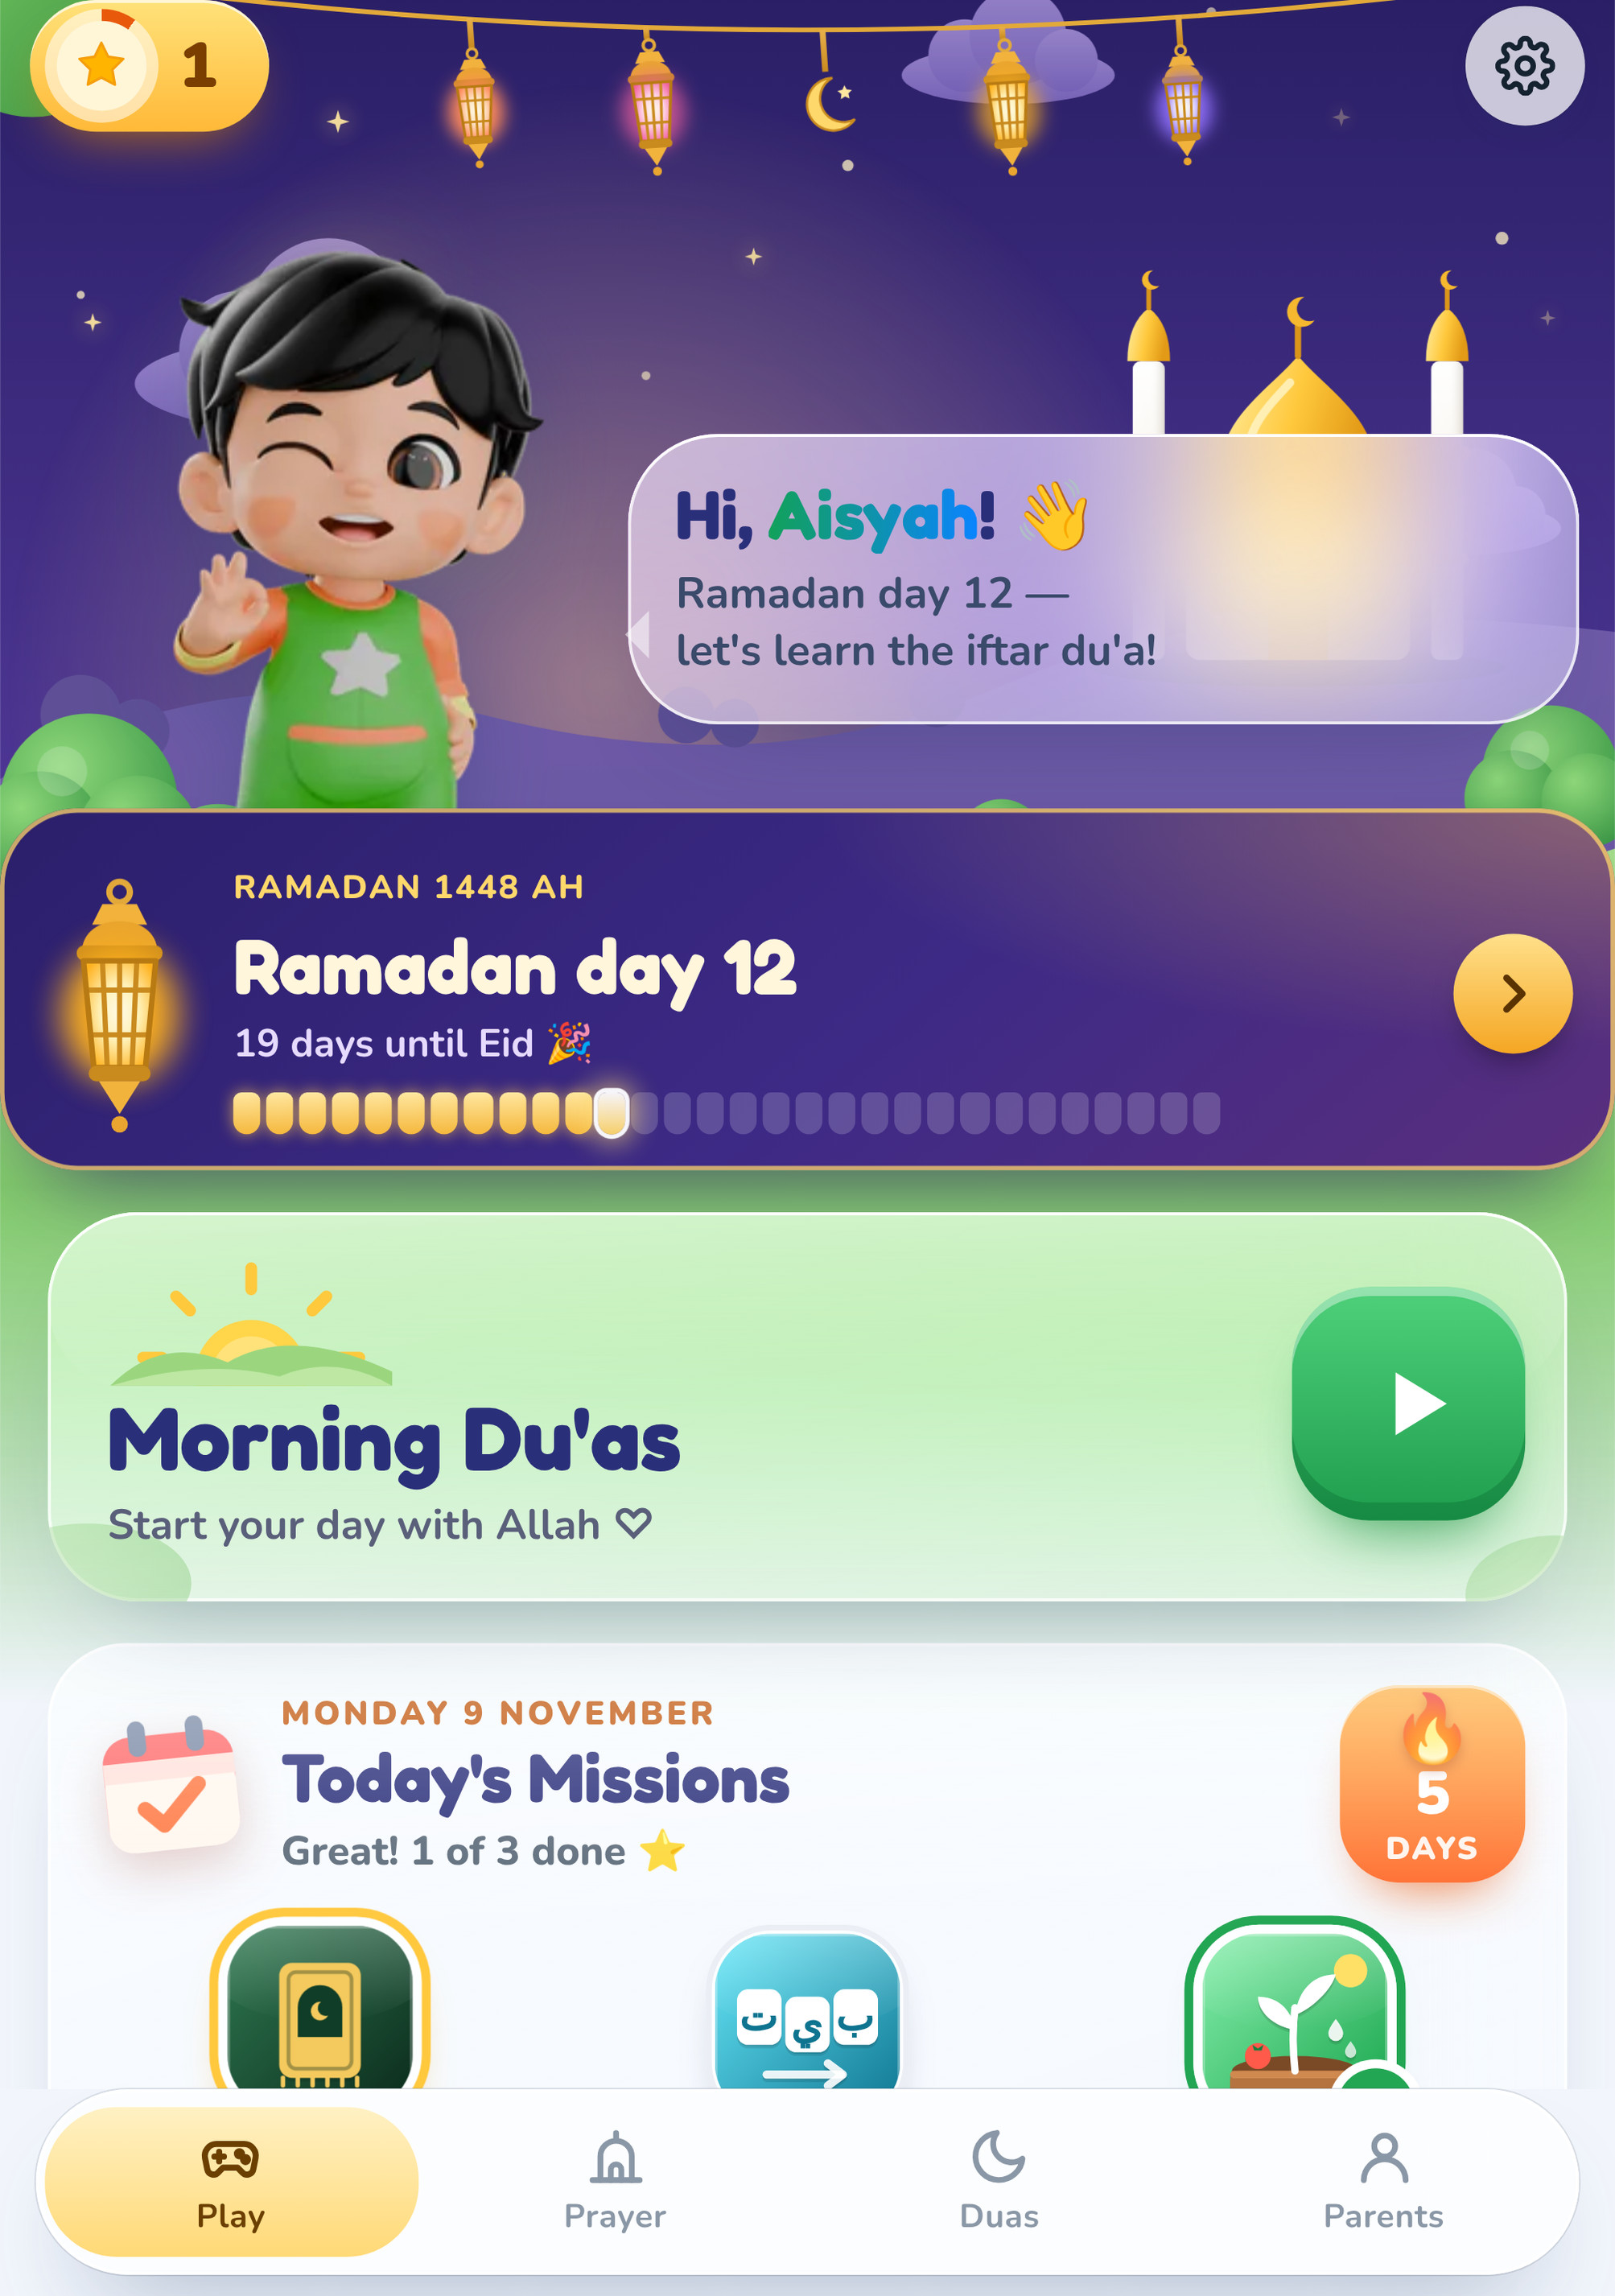 1
Hi, Aisyah! 👋
Ramadan day 12 —
let's learn the iftar du'a!
RAMADAN 1448 AH
Ramadan day 12
19 days until Eid 🎉
Morning Du'as
Start your day with Allah ♡
MONDAY 9 NOVEMBER
Today's Missions
Great! 1 of 3 done ⭐
🔥
5
DAYS
ب ي ت
Play
Prayer
Duas
Parents